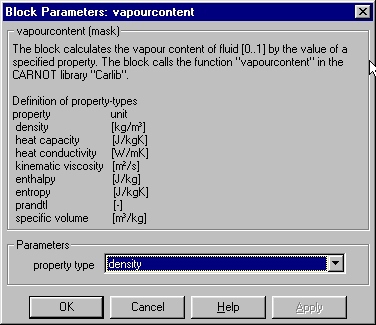 Block Parameters: vapourcontent
vapourcontent (mask)
The block calculates the vapour content of fluid [0..1] by the value of a
specified property. The block calls the function "vapourcontent" in the
CARNOT library "Carlib".
Definition of property-types
property unit
density [kg/m³]
heat capacity [J/kgK]
heat conductivity [W/mK]
kinematic viscosity [m²/s]
enthalpy [J/kg]
entropy [J/kgK]
prandtl [-]
specific volume [m³/kg]
Parameters
property type density
OK Cancel Help Apply